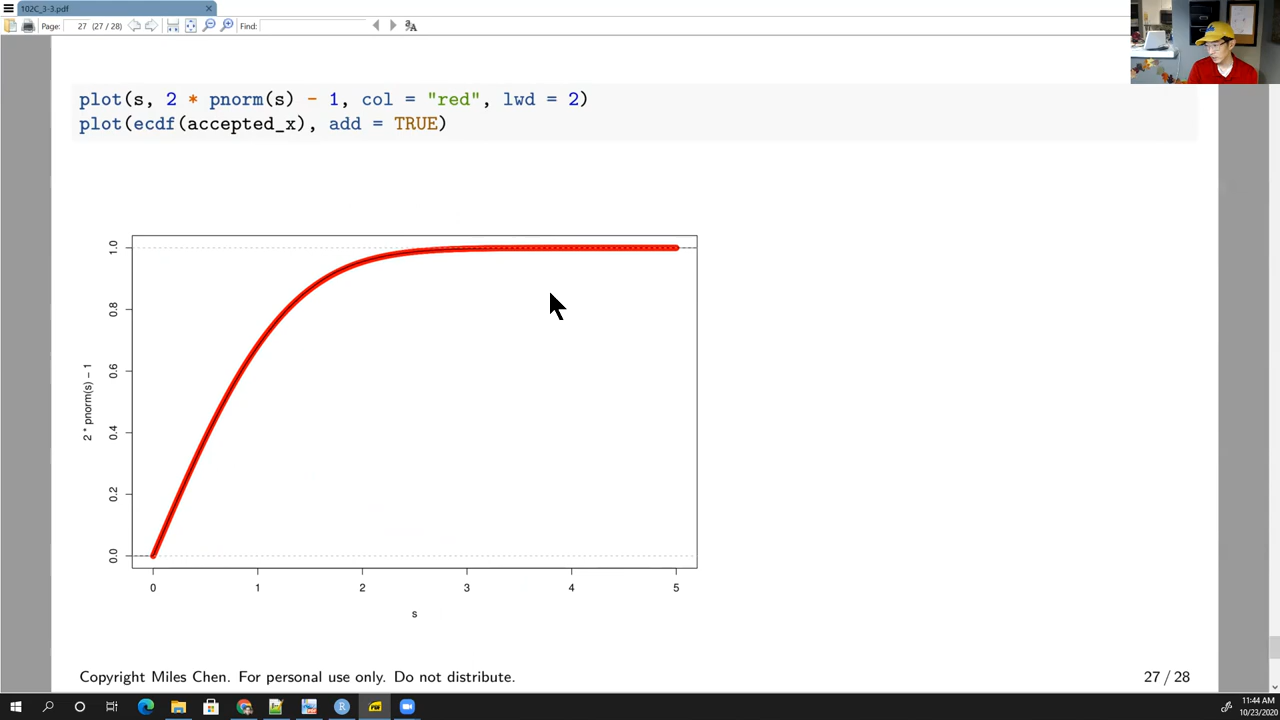 102C_3-3.pdf
Page: 27 (27 / 28) Find:
plot(s, 2 * pnorm(s) - 1, col = "red", lwd = 2)
plot(ecdf(accepted_x), add = TRUE)
1.0
0.8
0.6
0.4
0.2
0.0
2 * pnorm(s) − 1
0 1 2 3 4 5
s
Copyright Miles Chen. For personal use only. Do not distribute. 27 / 28
11:44 AM
10/23/2020